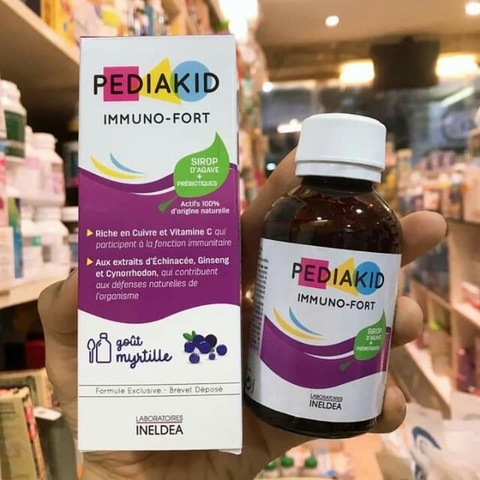 PEDIAKID
IMMUNO-FORT
SIROP
D'AGAVE
+
PRÉBIOTIQUES
Actifs 100%
d'origine naturelle
Riche en Cuivre et Vitamine C qui
participent à la fonction immunitaire
Aux extraits d'Échinacée, Ginseng
et Cynorrhodon, qui contribuent
aux défenses naturelles de
l'organisme
goût
myrtille
Formule Exclusive - Brevet Déposé
LABORATOIRES
INELDEA
PEDIAKID
IMMUNO-FORT
SIROP
D'AGAVE
+
PRÉBIOTIQUES
LABORATOIRES
INELDEA